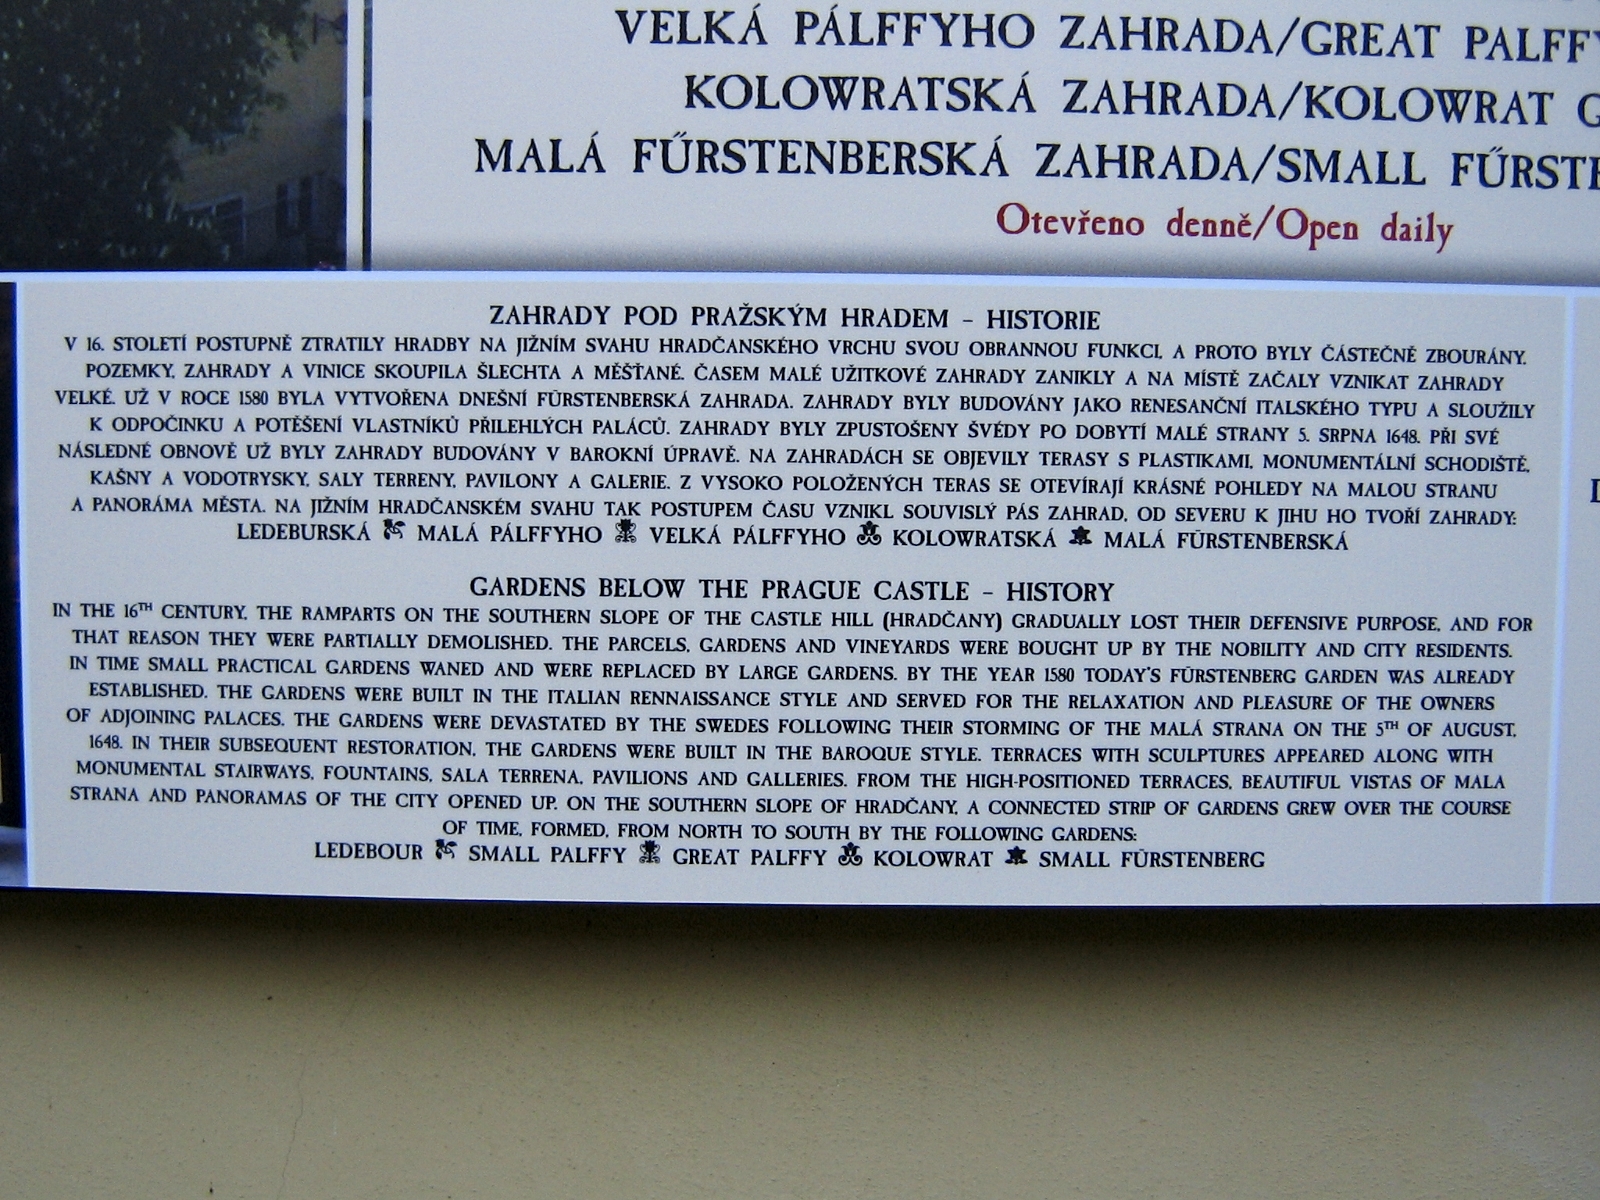 VELKÁ PÁLFFYHO ZAHRADA/GREAT PALFFY
KOLOWRATSKÁ ZAHRADA/KOLOWRAT G
MALÁ FŰRSTENBERSKÁ ZAHRADA/SMALL FŰRSTE
Otevřeno denně/Open daily
ZAHRADY POD PRAŽSKÝM HRADEM – HISTORIE
V 16. STOLETÍ POSTUPNĚ ZTRATILY HRADBY NA JIŽNÍM SVAHU HRADČANSKÉHO VRCHU SVOU OBRANNOU FUNKCI, A PROTO BYLY ČÁSTEČNĚ ZBOURÁNY.
POZEMKY, ZAHRADY A VINICE SKOUPILA ŠLECHTA A MĚŠŤANÉ. ČASEM MALÉ UŽITKOVÉ ZAHRADY ZANIKLY A NA MÍSTĚ ZAČALY VZNIKAT ZAHRADY
VELKÉ. UŽ V ROCE 1580 BYLA VYTVOŘENA DNEŠNÍ FŰRSTENBERSKÁ ZAHRADA. ZAHRADY BYLY BUDOVÁNY JAKO RENESANČNÍ ITALSKÉHO TYPU A SLOUŽILY
K ODPOČINKU A POTĚŠENÍ VLASTNÍKŮ PŘILEHLÝCH PALÁCŮ. ZAHRADY BYLY ZPUSTOŠENY ŠVÉDY PO DOBYTÍ MALÉ STRANY 5. SRPNA 1648. PŘI SVÉ
NÁSLEDNÉ OBNOVĚ UŽ BYLY ZAHRADY BUDOVÁNY V BAROKNÍ ÚPRAVĚ. NA ZAHRADÁCH SE OBJEVILY TERASY S PLASTIKAMI, MONUMENTÁLNÍ SCHODIŠTĚ,
KAŠNY A VODOTRYSKY, SALY TERRENY, PAVILONY A GALERIE. Z VYSOKO POLOŽENÝCH TERAS SE OTEVÍRAJÍ KRÁSNÉ POHLEDY NA MALOU STRANU
A PANORÁMA MĚSTA. NA JIŽNÍM HRADČANSKÉM SVAHU TAK POSTUPEM ČASU VZNIKL SOUVISLÝ PÁS ZAHRAD, OD SEVERU K JIHU HO TVOŘÍ ZAHRADY:
LEDEBURSKÁ MALÁ PÁLFFYHO VELKÁ PÁLFFYHO KOLOWRATSKÁ MALÁ FŰRSTENBERSKÁ
GARDENS BELOW THE PRAGUE CASTLE – HISTORY
IN THE 16TH CENTURY, THE RAMPARTS ON THE SOUTHERN SLOPE OF THE CASTLE HILL (HRADČANY) GRADUALLY LOST THEIR DEFENSIVE PURPOSE, AND FOR
THAT REASON THEY WERE PARTIALLY DEMOLISHED. THE PARCELS, GARDENS AND VINEYARDS WERE BOUGHT UP BY THE NOBILITY AND CITY RESIDENTS.
IN TIME SMALL PRACTICAL GARDENS WANED AND WERE REPLACED BY LARGE GARDENS. BY THE YEAR 1580 TODAY'S FŰRSTENBERG GARDEN WAS ALREADY
ESTABLISHED. THE GARDENS WERE BUILT IN THE ITALIAN RENNAISSANCE STYLE AND SERVED FOR THE RELAXATION AND PLEASURE OF THE OWNERS
OF ADJOINING PALACES. THE GARDENS WERE DEVASTATED BY THE SWEDES FOLLOWING THEIR STORMING OF THE MALÁ STRANA ON THE 5TH OF AUGUST,
1648. IN THEIR SUBSEQUENT RESTORATION, THE GARDENS WERE BUILT IN THE BAROQUE STYLE. TERRACES WITH SCULPTURES APPEARED ALONG WITH
MONUMENTAL STAIRWAYS, FOUNTAINS, SALA TERRENA, PAVILIONS AND GALLERIES. FROM THE HIGH-POSITIONED TERRACES, BEAUTIFUL VISTAS OF MALA
STRANA AND PANORAMAS OF THE CITY OPENED UP. ON THE SOUTHERN SLOPE OF HRADČANY, A CONNECTED STRIP OF GARDENS GREW OVER THE COURSE
OF TIME, FORMED, FROM NORTH TO SOUTH BY THE FOLLOWING GARDENS:
LEDEBOUR SMALL PALFFY GREAT PALFFY KOLOWRAT SMALL FŰRSTENBERG